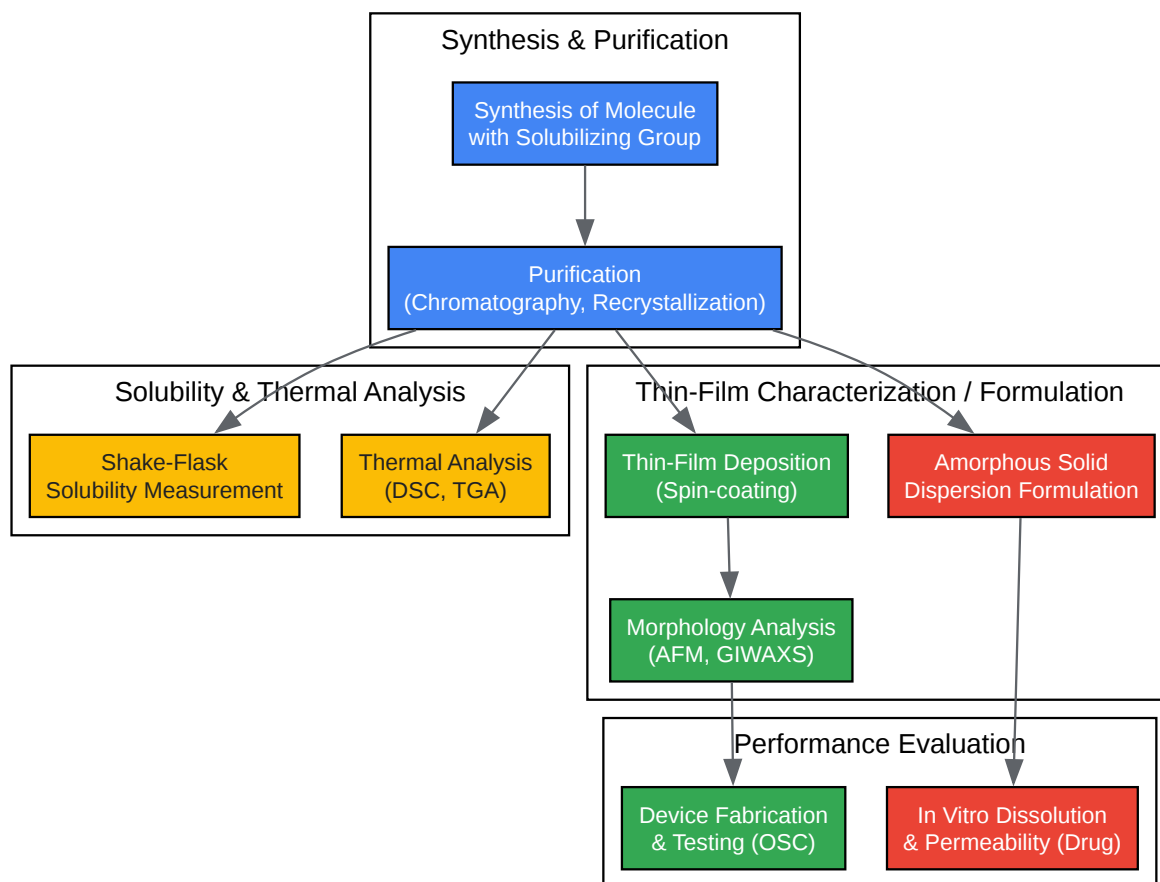 Synthesis & Purification
Synthesis of Molecule
with Solubilizing Group
Purification
(Chromatography, Recrystallization)
Solubility & Thermal Analysis
Shake-Flask
Solubility Measurement
Thermal Analysis
(DSC, TGA)
Thin-Film Characterization / Formulation
Thin-Film Deposition
(Spin-coating)
Amorphous Solid
Dispersion Formulation
Morphology Analysis
(AFM, GIWAXS)
Performance Evaluation
Device Fabrication
& Testing (OSC)
In Vitro Dissolution
& Permeability (Drug)